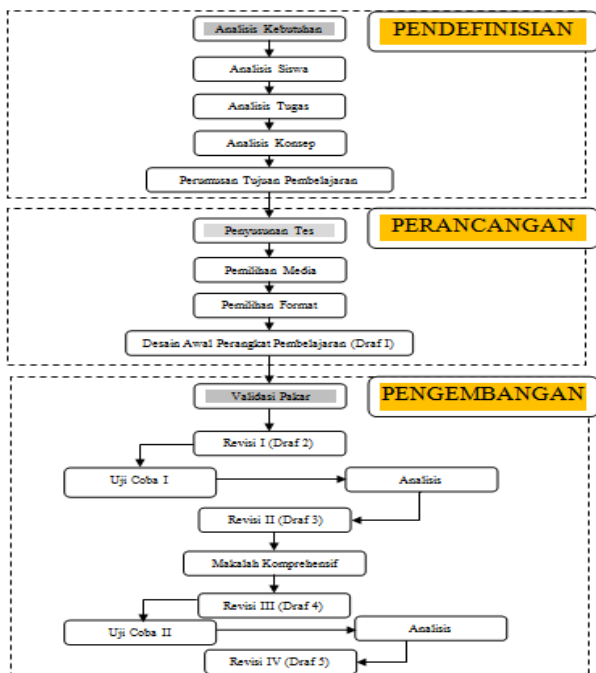 PENDEFINISIAN
Analisis Kebutuhan
Analisis Siswa
Analisis Tugas
Analisis Konsep
Perumusan Tujuan Pembelajaran
PERANCANGAN
Penyusunan Tes
Pemilihan Media
Pemilihan Format
Desain Awal Perangkat Pembelajaran (Draf I)
PENGEMBANGAN
Validasi Pakar
Revisi I (Draf 2)
Uji Coba I
Analisis
Revisi II (Draf 3)
Makalah Komprehensif
Revisi III (Draf 4)
Uji Coba II
Analisis
Revisi IV (Draf 5)